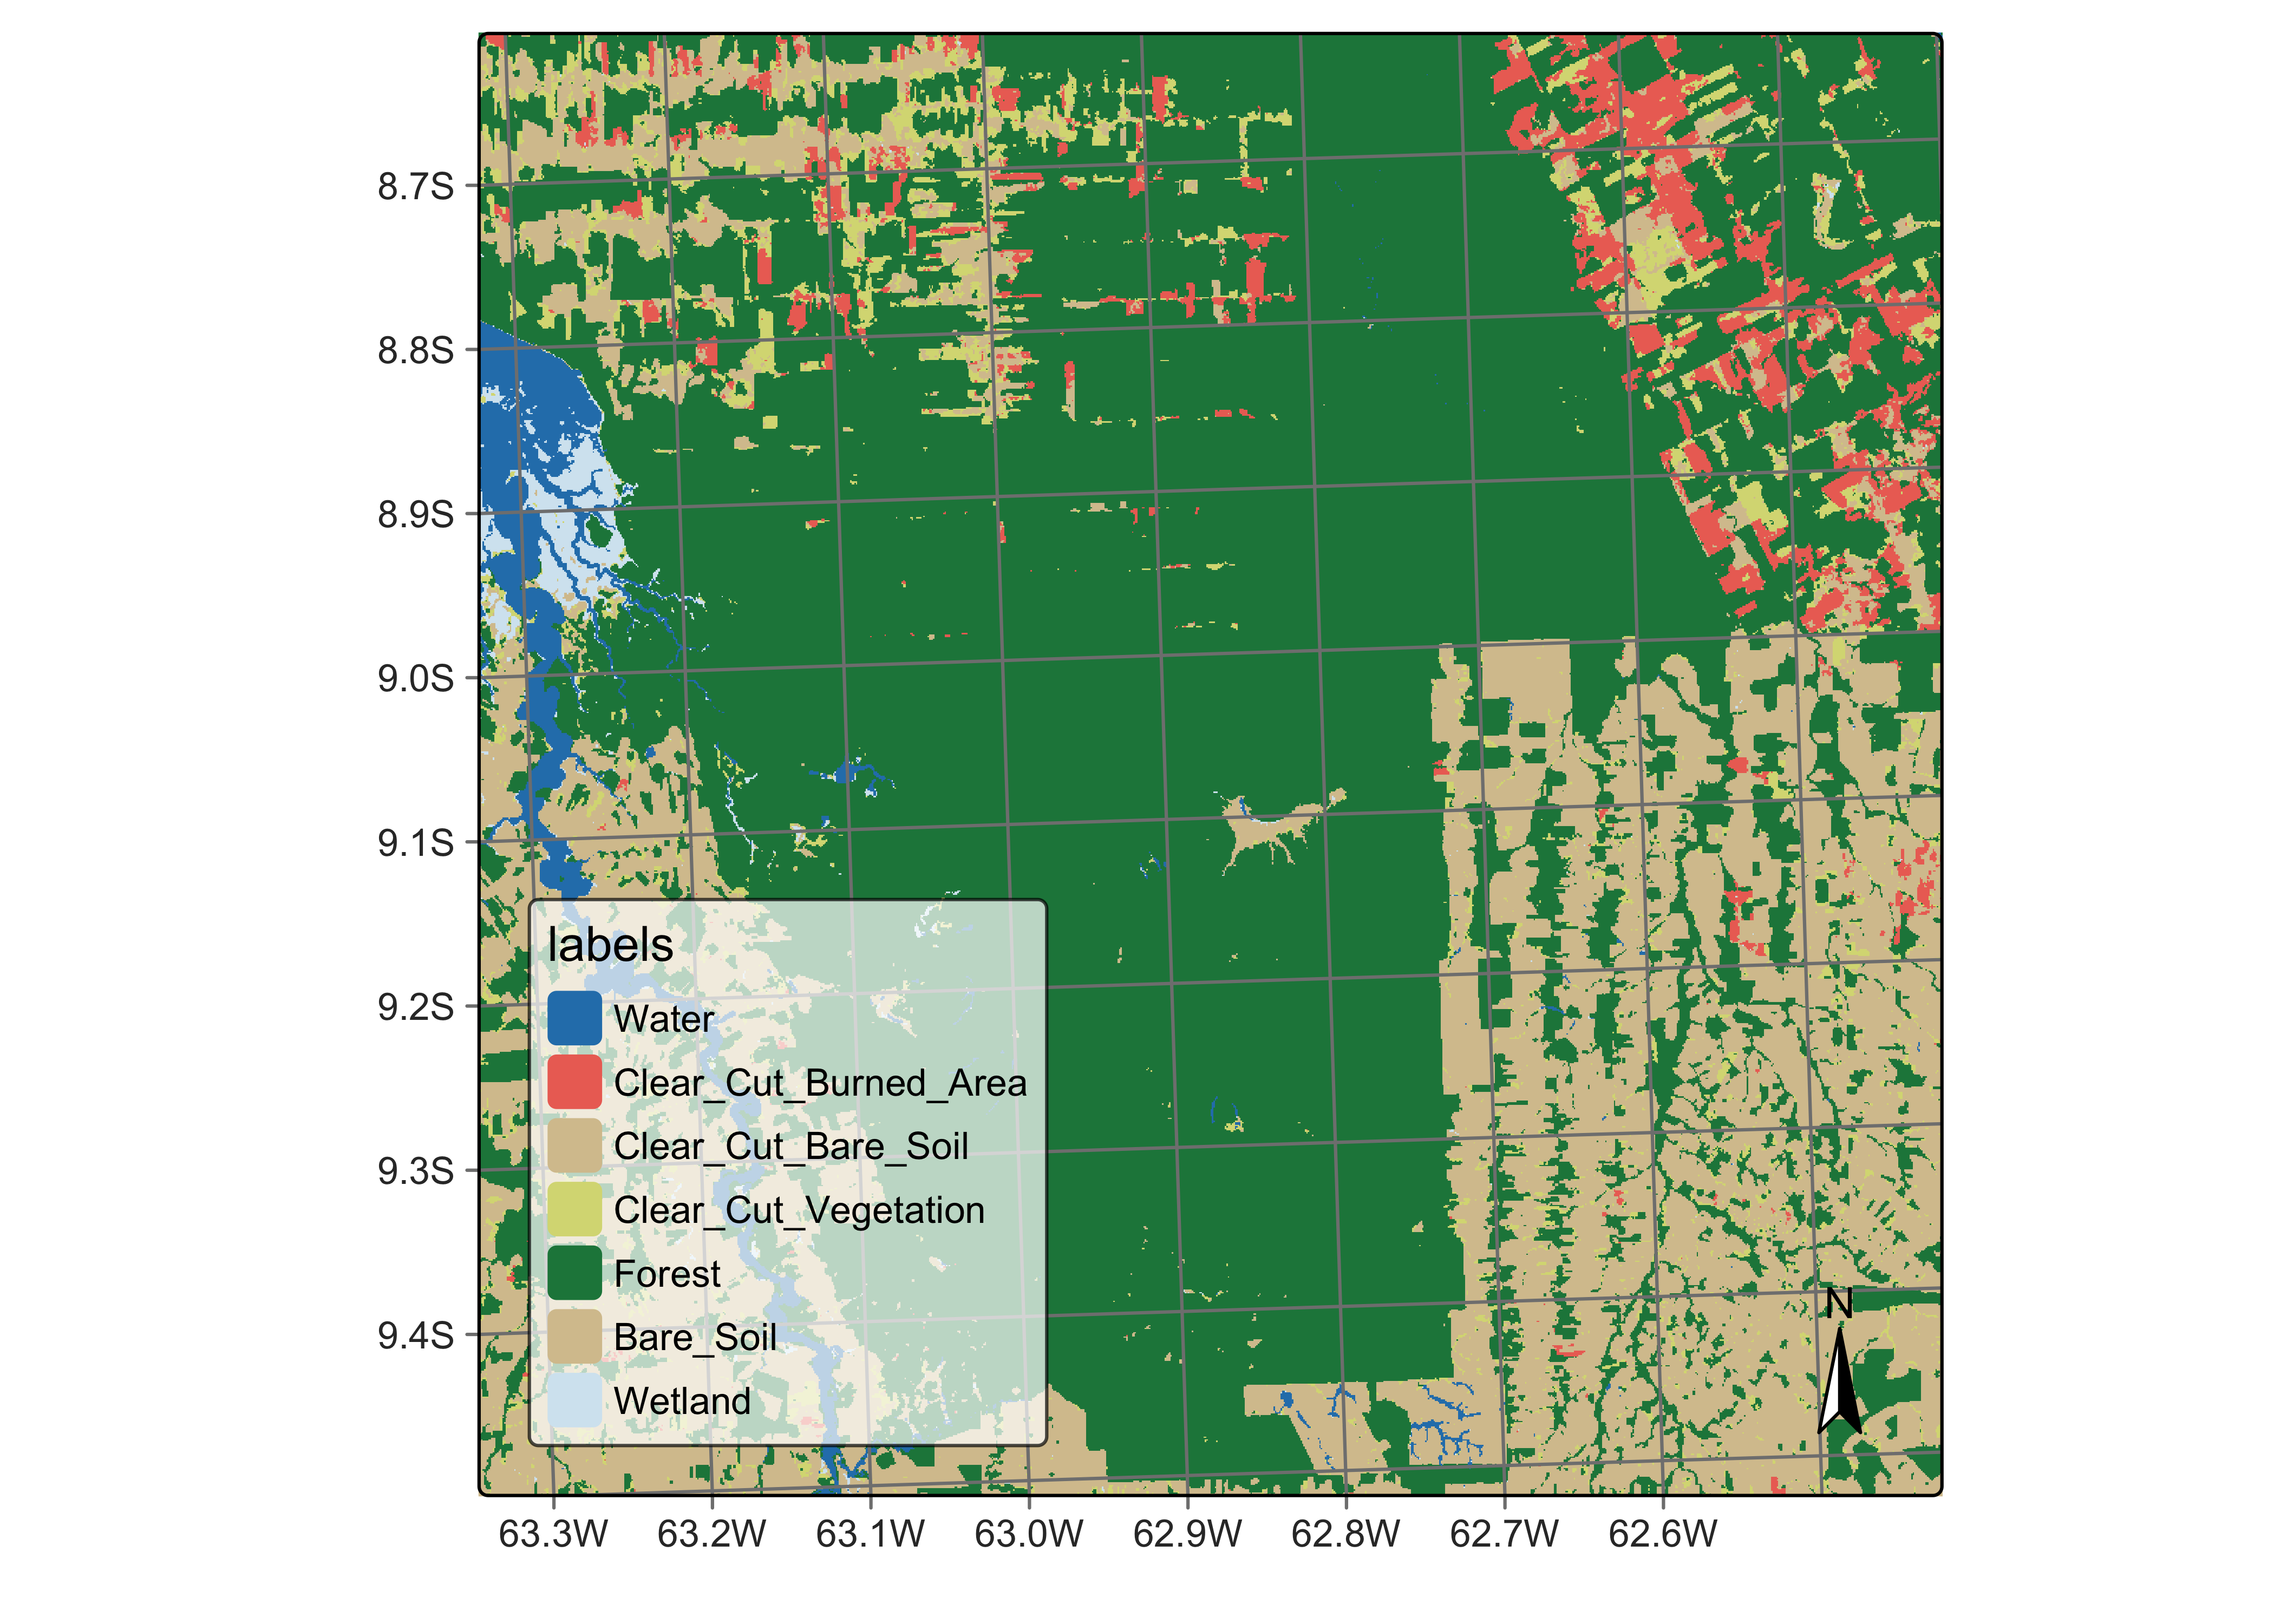 8.7S
8.8S
8.9S
9.0S
9.1S
9.2S
9.3S
9.4S
labels
Water
Clear_Cut_Burned_Area
Clear_Cut_Bare_Soil
Clear_Cut_Vegetation
Forest
Bare_Soil
Wetland
N
63.3W 63.2W 63.1W 63.0W 62.9W 62.8W 62.7W 62.6W